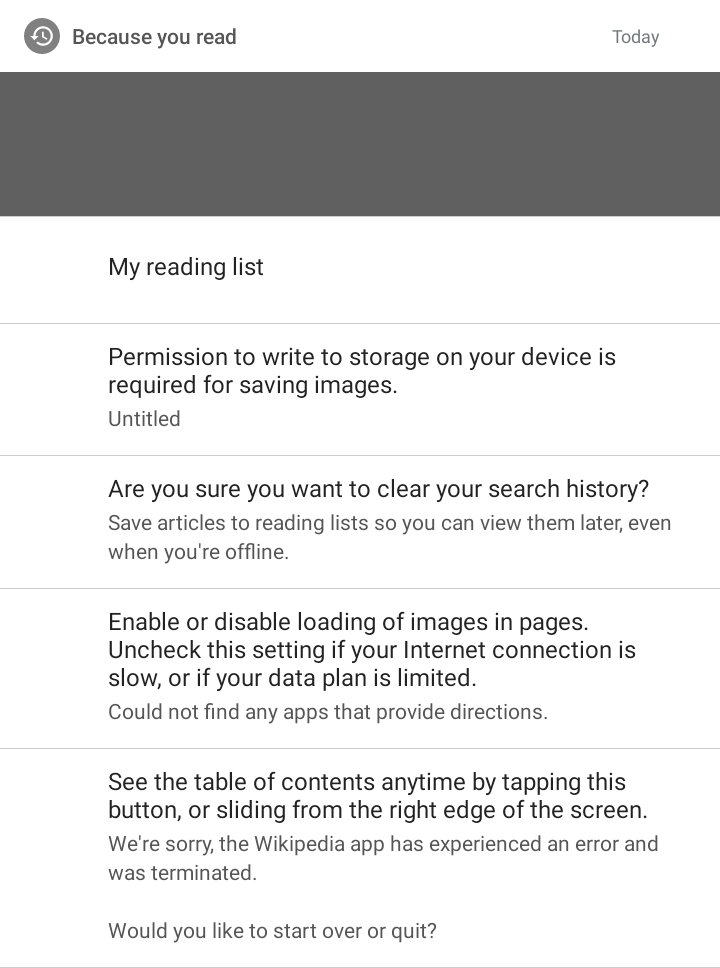 Because you read
Today
My reading list
Permission to write to storage on your device is
required for saving images.
Untitled
Are you sure you want to clear your search history?
Save articles to reading lists so you can view them later, even
when you're offline.
Enable or disable loading of images in pages.
Uncheck this setting if your Internet connection is
slow, or if your data plan is limited.
Could not find any apps that provide directions.
See the table of contents anytime by tapping this
button, or sliding from the right edge of the screen.
We're sorry, the Wikipedia app has experienced an error and
was terminated.
Would you like to start over or quit?